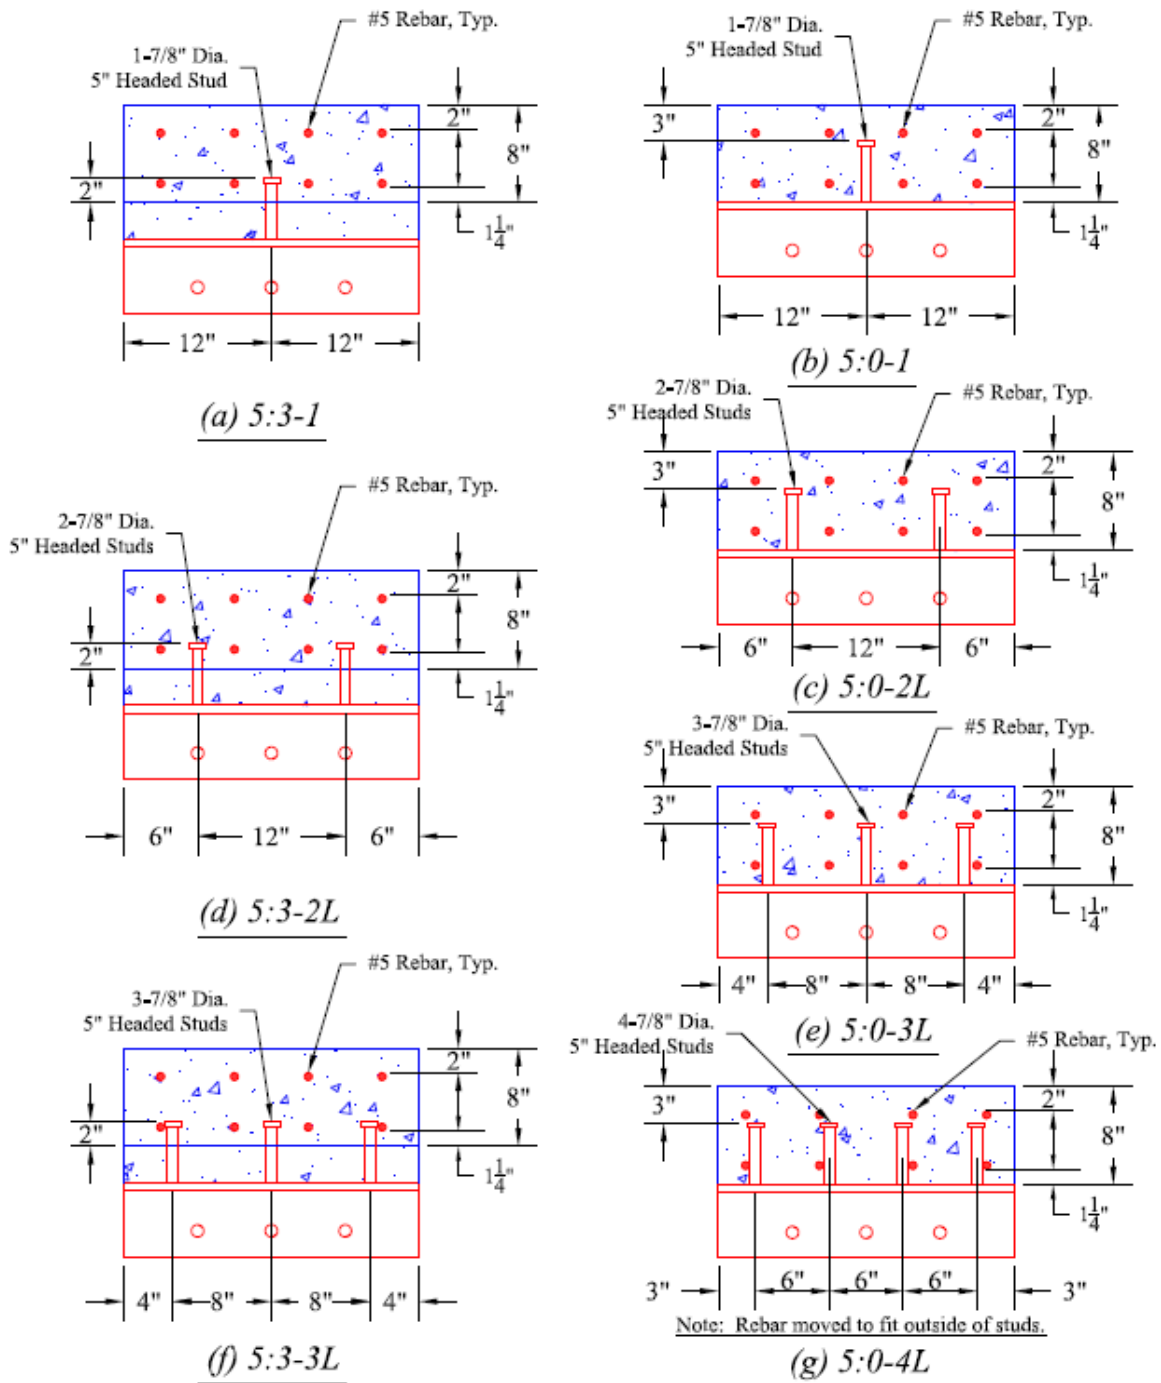 #5 Rebar, Typ.
1-7/8" Dia.
5" Headed Stud
2"
8"
2"
1 1/4"
12"
12"
(a) 5:3-1
#5 Rebar, Typ.
1-7/8" Dia.
5" Headed Stud
3"
2"
8"
1 1/4"
12"
12"
(b) 5:0-1
2-7/8" Dia.
5" Headed Studs
#5 Rebar, Typ.
3"
2"
8"
1 1/4"
6"
12"
6"
(c) 5:0-2L
#5 Rebar, Typ.
2-7/8" Dia.
5" Headed Studs
2"
8"
2"
1 1/4"
6"
12"
6"
(d) 5:3-2L
3-7/8" Dia.
5" Headed Studs
#5 Rebar, Typ.
3"
2"
8"
1 1/4"
4"
8"
8"
4"
(e) 5:0-3L
#5 Rebar, Typ.
3-7/8" Dia.
5" Headed Studs
2"
8"
2"
1 1/4"
4"
8"
8"
4"
(f) 5:3-3L
4-7/8" Dia.
5" Headed Studs
#5 Rebar, Typ.
3"
2"
8"
1 1/4"
3"
6"
6"
6"
3"
Note: Rebar moved to fit outside of studs.
(g) 5:0-4L